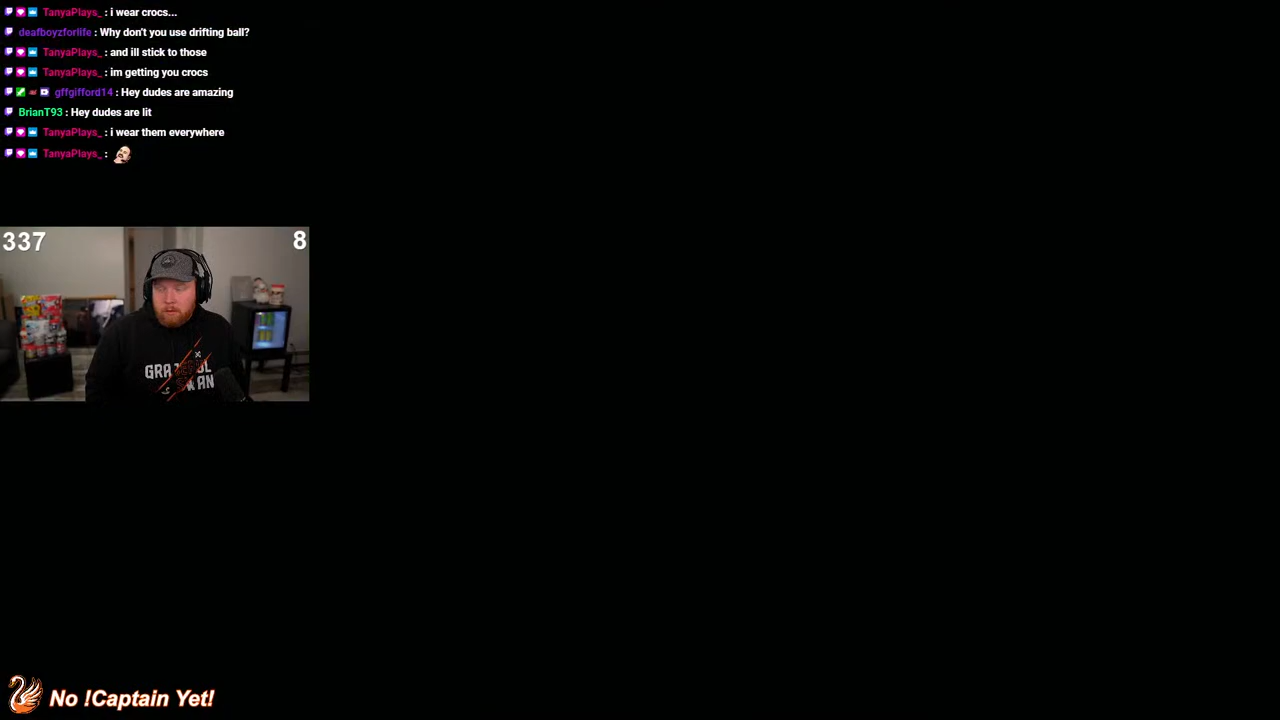 TanyaPlays_ : i wear crocs...
deafboyzforlife : Why don't you use drifting ball?
TanyaPlays_ : and ill stick to those
TanyaPlays_ : im getting you crocs
gffgifford14 : Hey dudes are amazing
BrianT93 : Hey dudes are lit
TanyaPlays_ : i wear them everywhere
TanyaPlays_ :
337
8
No !Captain Yet!